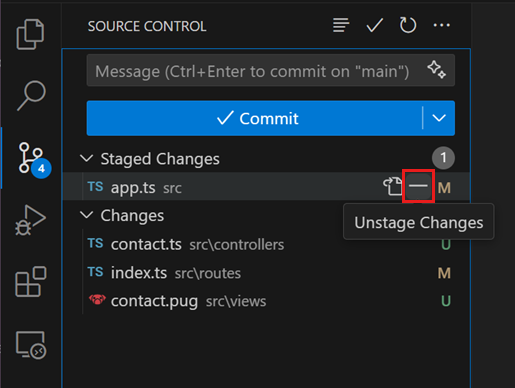 SOURCE CONTROL
Message (Ctrl+Enter to commit on "main")
Commit
4
Staged Changes 1
TS app.ts src M
Unstage Changes
Changes
TS contact.ts src\controllers U
TS index.ts src\routes M
contact.pug src\views U